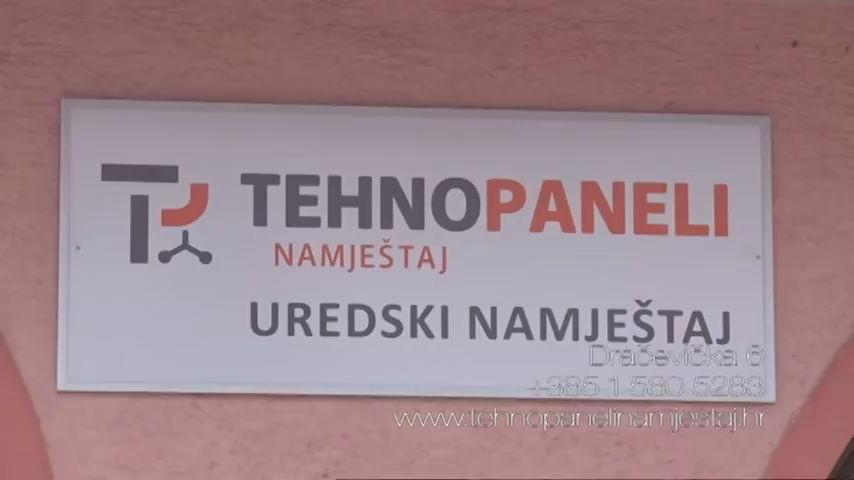 TEHNOPANELI
NAMJEŠTAJ
UREDSKI NAMJEŠTAJ
Dračevička 6
+385 1 580 5283
www.tehnopanelinamjestaj.hr